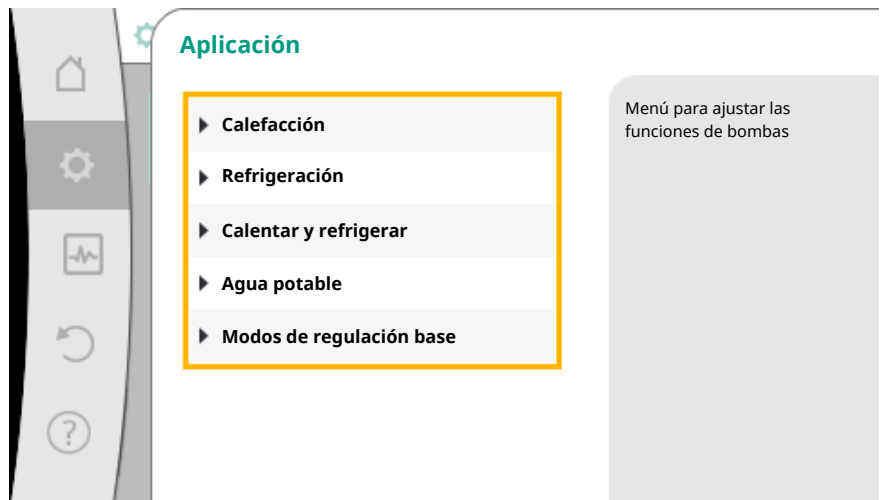 Aplicación
Calefacción
Refrigeración
Calentar y refrigerar
Agua potable
Modos de regulación base
Menú para ajustar las
funciones de bombas
?